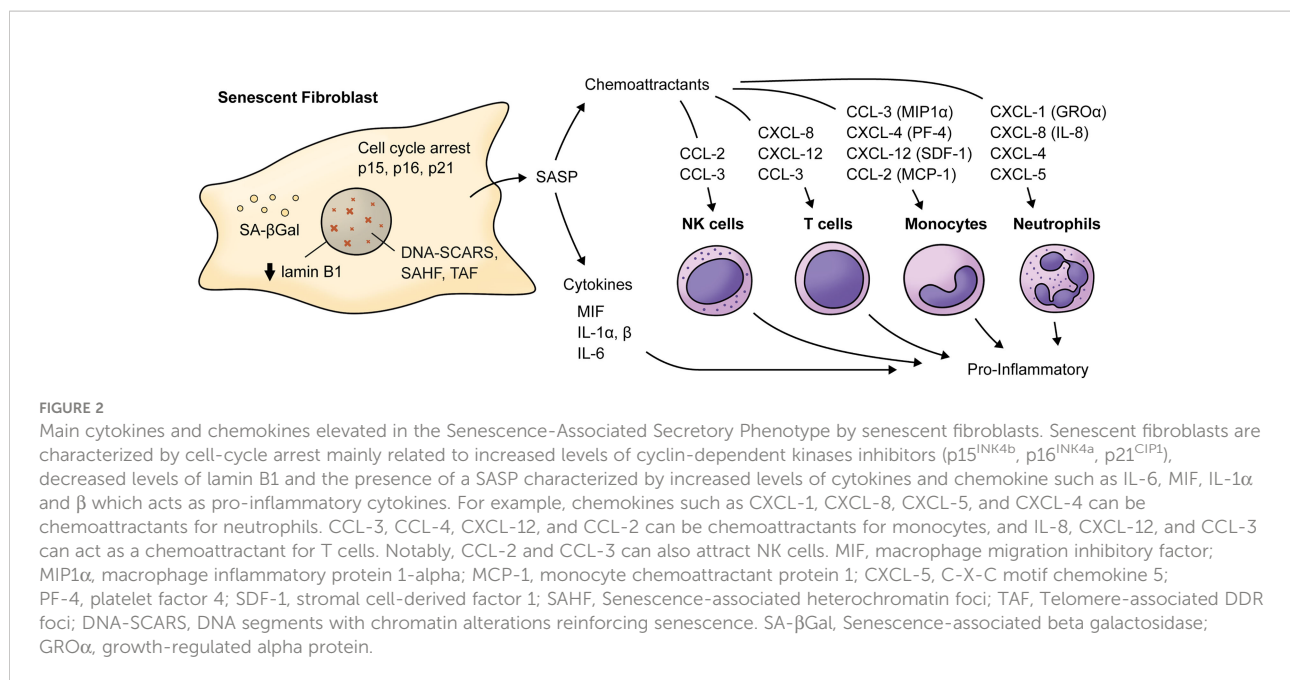 Senescent Fibroblast
Cell cycle arrest
p15, p16, p21
SA-βGal
lamin B1
DNA-SCARS,
SAHF, TAF
SASP
Chemoattractants
Cytokines
MIF
IL-1α, β
IL-6
CCL-2
CCL-3
NK cells
CXCL-8
CXCL-12
CCL-3
T cells
CCL-3 (MIP1α)
CXCL-4 (PF-4)
CXCL-12 (SDF-1)
CCL-2 (MCP-1)
Monocytes
CXCL-1 (GROα)
CXCL-8 (IL-8)
CXCL-4
CXCL-5
Neutrophils
Pro-Inflammatory
FIGURE 2
Main cytokines and chemokines elevated in the Senescence-Associated Secretory Phenotype by senescent fibroblasts. Senescent fibroblasts are
characterized by cell-cycle arrest mainly related to increased levels of cyclin-dependent kinases inhibitors (p15INK4b, p16INK4a, p21CIP1),
decreased levels of lamin B1 and the presence of a SASP characterized by increased levels of cytokines and chemokine such as IL-6, MIF, IL-1α
and β which acts as pro-inflammatory cytokines. For example, chemokines such as CXCL-1, CXCL-8, CXCL-5, and CXCL-4 can be
chemoattractants for neutrophils. CCL-3, CCL-4, CXCL-12, and CCL-2 can be chemoattractants for monocytes, and IL-8, CXCL-12, and CCL-3
can act as a chemoattractant for T cells. Notably, CCL-2 and CCL-3 can also attract NK cells. MIF, macrophage migration inhibitory factor;
MIP1α, macrophage inflammatory protein 1-alpha; MCP-1, monocyte chemoattractant protein 1; CXCL-5, C-X-C motif chemokine 5;
PF-4, platelet factor 4; SDF-1, stromal cell-derived factor 1; SAHF, Senescence-associated heterochromatin foci; TAF, Telomere-associated DDR
foci; DNA-SCARS, DNA segments with chromatin alterations reinforcing senescence. SA-βGal, Senescence-associated beta galactosidase;
GROα, growth-regulated alpha protein.